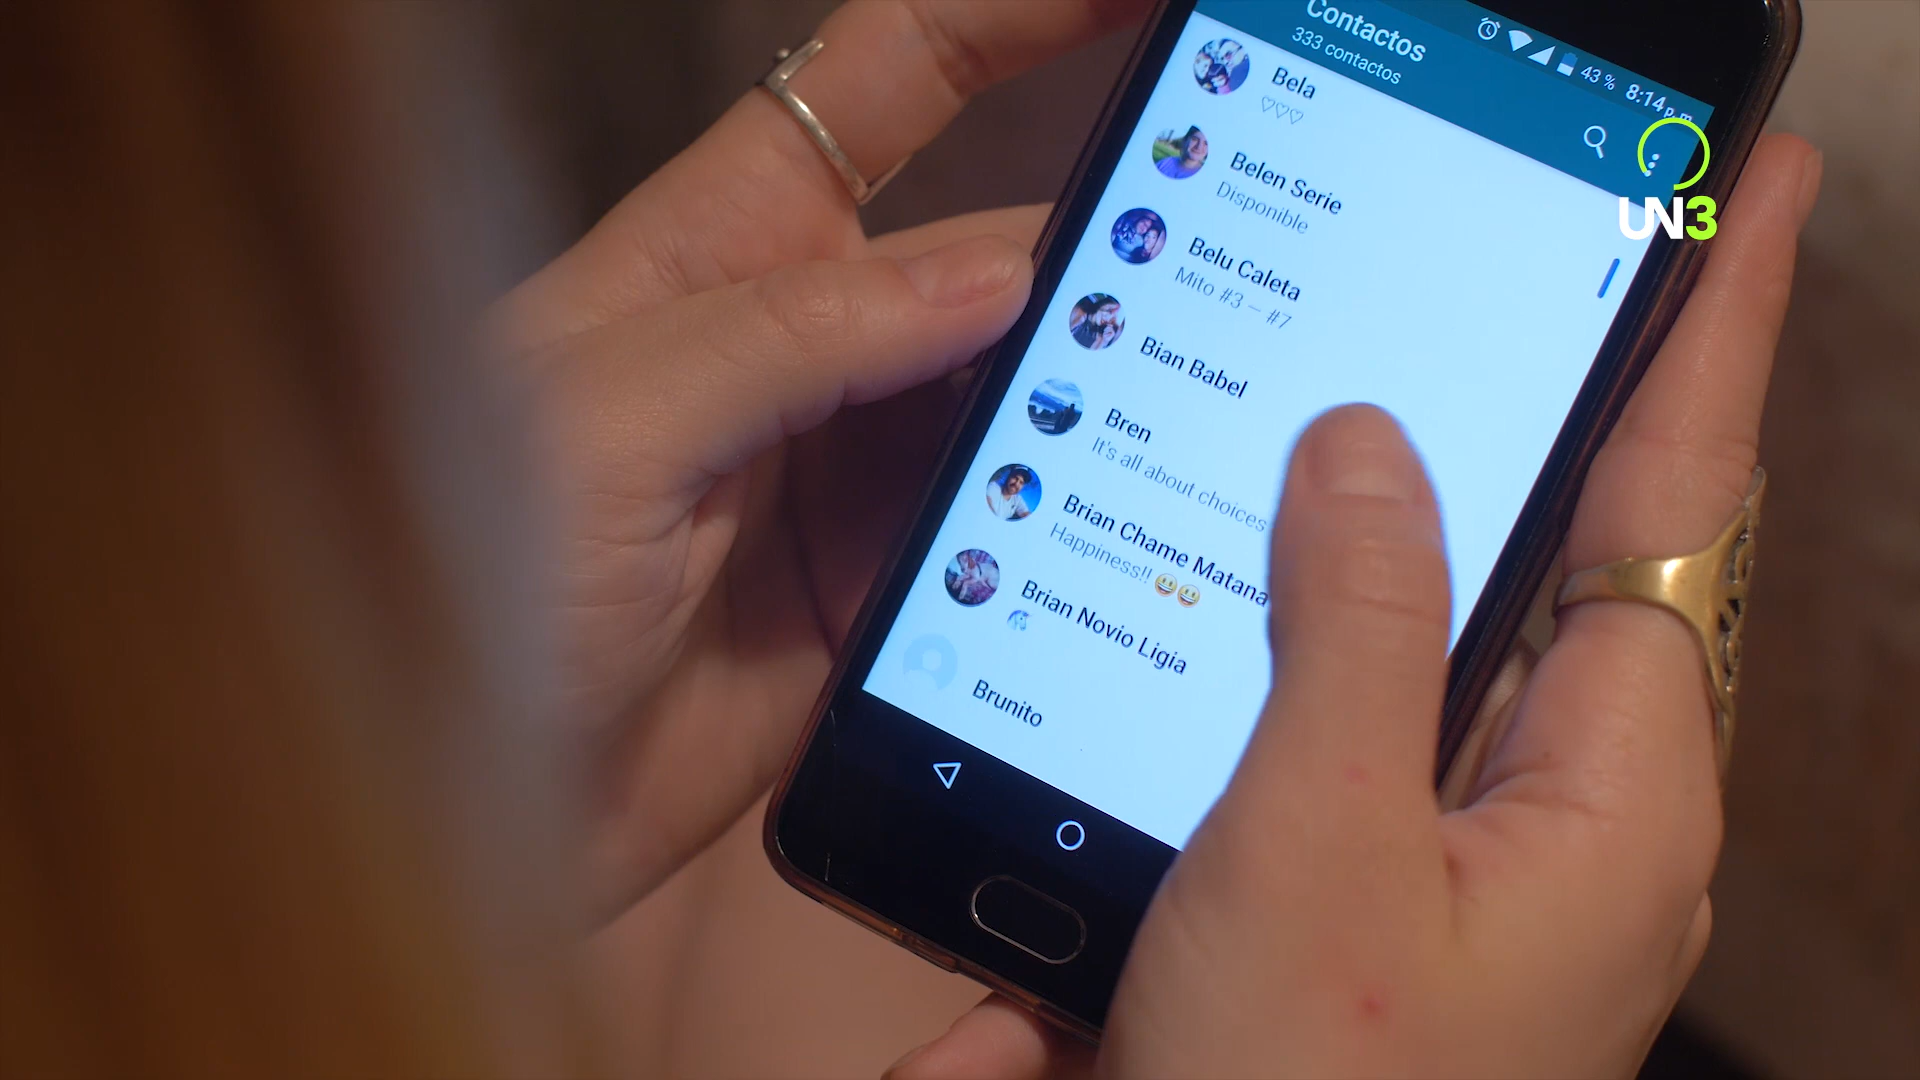 Contactos
333 contactos
43 %
8:14 p. m.
UN3
Bela
♡♡♡
Belen Serie
Disponible
Belu Caleta
Mito #3 – #7
Bian Babel
Bren
It's all about choices
Brian Chame Matana
Happiness!! 😃😃
Brian Novio Ligia
Brunito